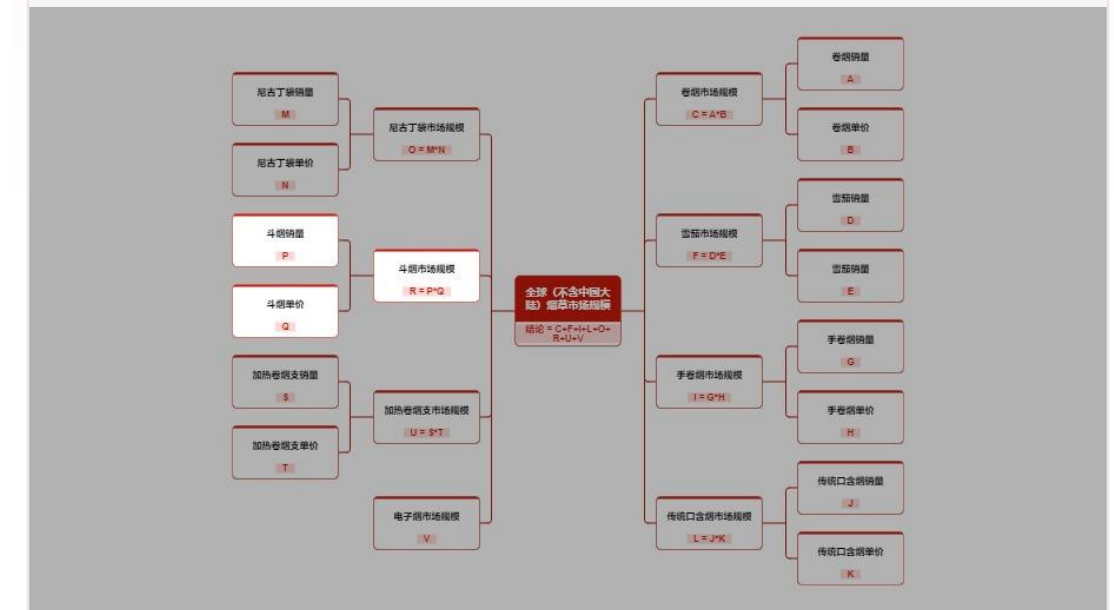 尼古丁袋销量
M
尼古丁袋单价
N
尼古丁袋市场规模
O = M*N
斗烟销量
P
斗烟单价
Q
斗烟市场规模
R = P*Q
加热卷烟支销量
S
加热卷烟支单价
T
加热卷烟支市场规模
U = S*T
电子烟市场规模
V
全球（不含中国大
陆）烟草市场规模
结论 = C+F+I+L+O+
R+U+V
卷烟市场规模
C = A*B
卷烟销量
A
卷烟单价
B
雪茄市场规模
F = D*E
雪茄销量
D
雪茄销量
E
手卷烟市场规模
I = G*H
手卷烟销量
G
手卷烟单价
H
传统口含烟市场规模
L = J*K
传统口含烟销量
J
传统口含烟单价
K